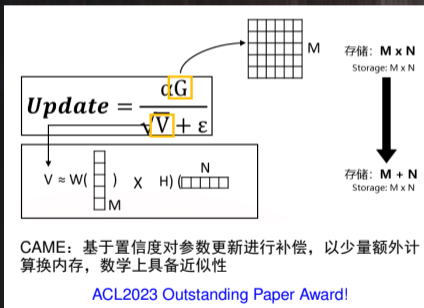 M
存储：M x N
Storage: M x N
Update = αG / √V + ε
V ≈ W( ) X H) ( N
M
存储：M + N
Storage: M x N
CAME：基于置信度对参数更新进行补偿，以少量额外计
算换内存，数学上具备近似性
ACL2023 Outstanding Paper Award!